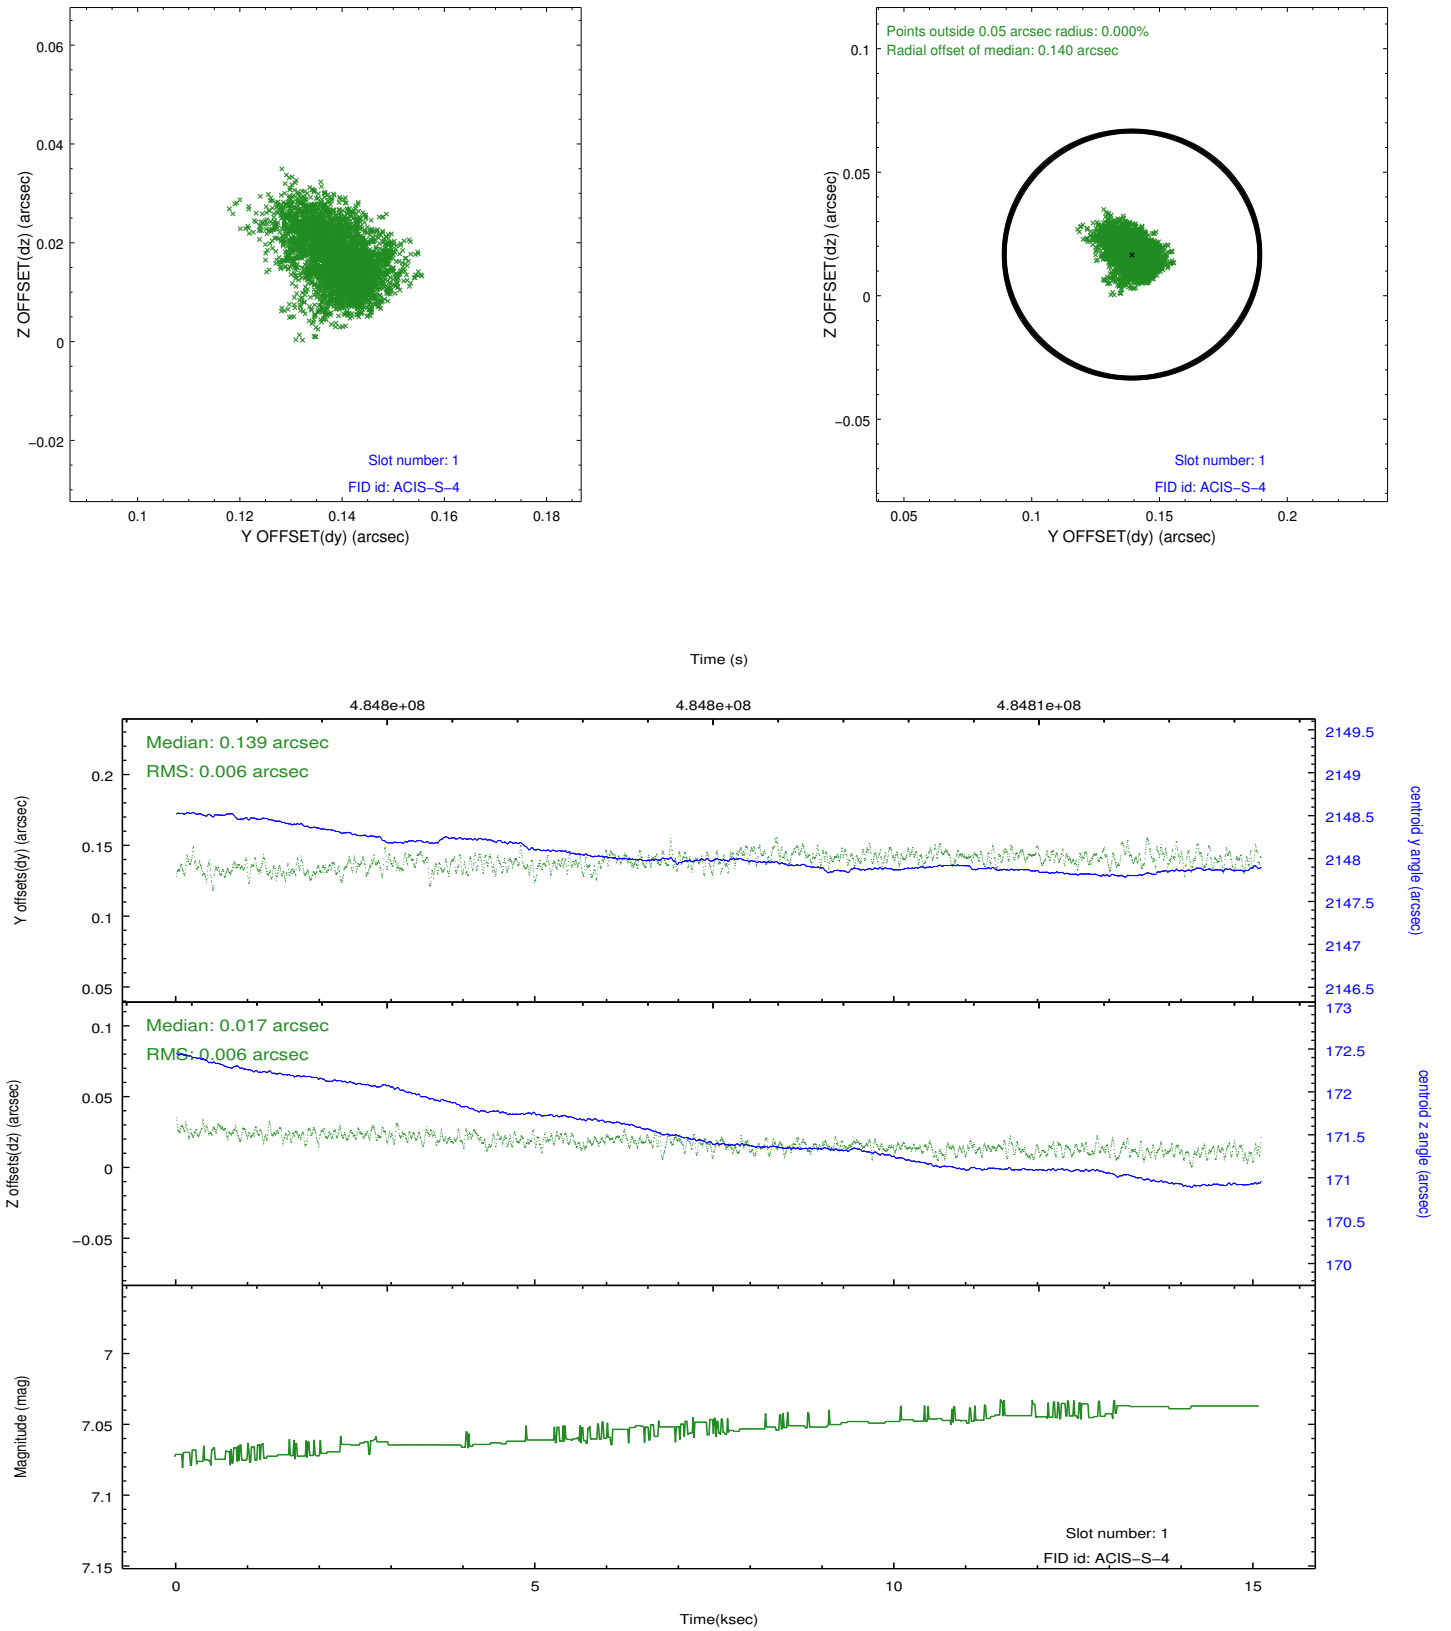 0.06
0.04
0.02
0
−0.02
Z OFFSET(dz) (arcsec)
Slot number: 1
FID id: ACIS−S−4
0.1
0.12
0.14
0.16
0.18
Y OFFSET(dy) (arcsec)
Points outside 0.05 arcsec radius: 0.000%
Radial offset of median: 0.140 arcsec
0.1
0.05
0
−0.05
Z OFFSET(dz) (arcsec)
Slot number: 1
FID id: ACIS−S−4
0.05
0.1
0.15
0.2
Y OFFSET(dy) (arcsec)
Time (s)
4.848e+08
4.848e+08
4.8481e+08
Median: 0.139 arcsec
RMS: 0.006 arcsec
0.2
0.15
0.1
0.05
Y offsets(dy) (arcsec)
2149.5
2149
2148.5
2148
2147.5
2147
2146.5
centroid y angle (arcsec)
Median: 0.017 arcsec
RMS: 0.006 arcsec
0.1
0.05
0
−0.05
Z offsets(dz) (arcsec)
173
172.5
172
171.5
171
170.5
170
centroid z angle (arcsec)
7
7.05
7.1
7.15
Magnitude (mag)
Slot number: 1
FID id: ACIS−S−4
0
5
10
15
Time(ksec)